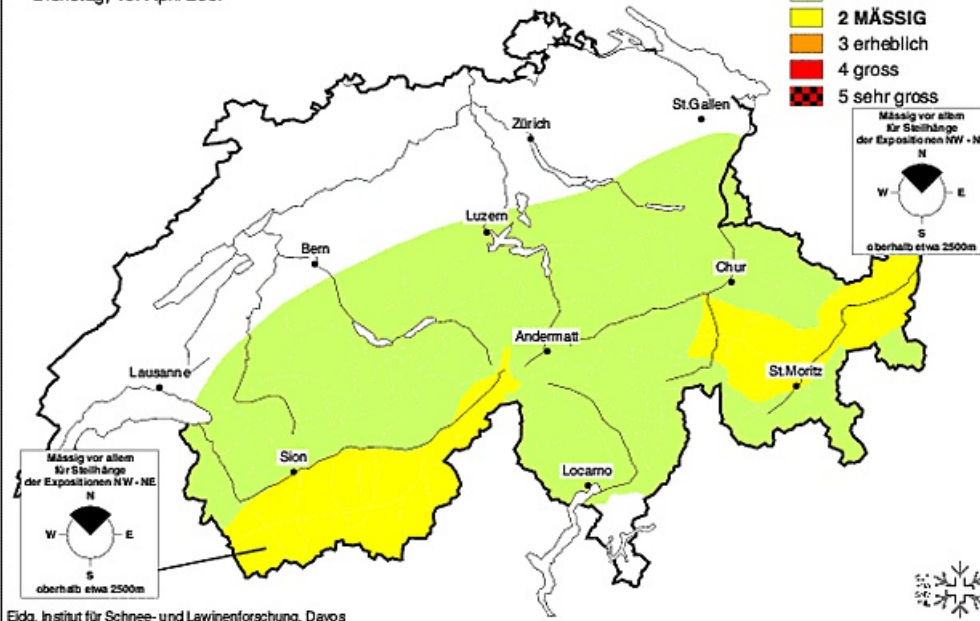 2 MÄSSIG
3 erheblich
4 gross
5 sehr gross
St.Gallen
Zürich
Mässig vor allem
für Steilhänge
der Expositionen NW - N
N
W
E
S
oberhalb etwa 2500m
Luzern
Bern
Chur
Andermatt
Lausanne
St.Moritz
Sion
Locarno
Mässig vor allem
für Steilhänge
der Expositionen NW - NE
N
W
E
S
oberhalb etwa 2500m
Eidg. Institut für Schnee- und Lawinenforschung, Davos